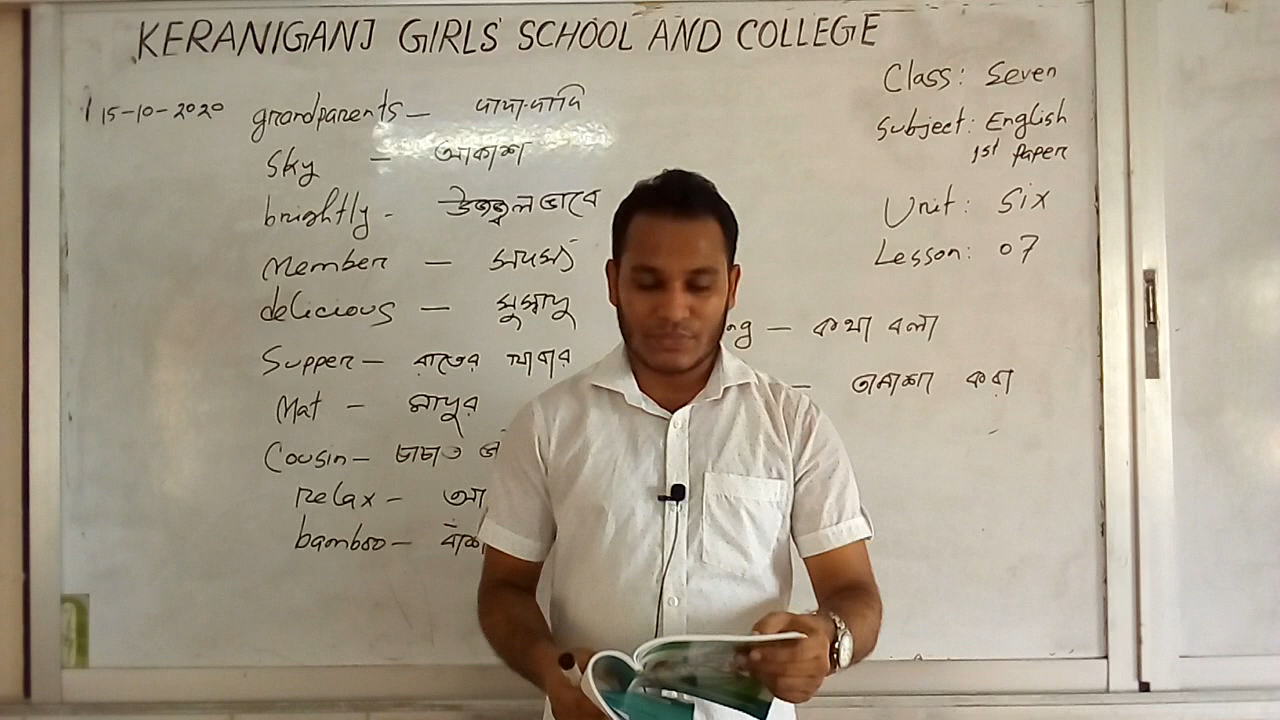 KERANIGANJ GIRLS' SCHOOL AND COLLEGE
15-10-2020
grandparents — দাদা-দাদি
Sky — আকাশ
brightly - উজ্জ্বলভাবে
Member — সদস্য
delicious — সুস্বাদু
Supper — রাতের খাবার
Mat — মাদুর
Cousin — চাচাত
relax -
bamboo — বাঁশ
Class: Seven
Subject: English
1st Paper
Unit: Six
Lesson: 07
ng — কথা বলা
— তামাশা করা